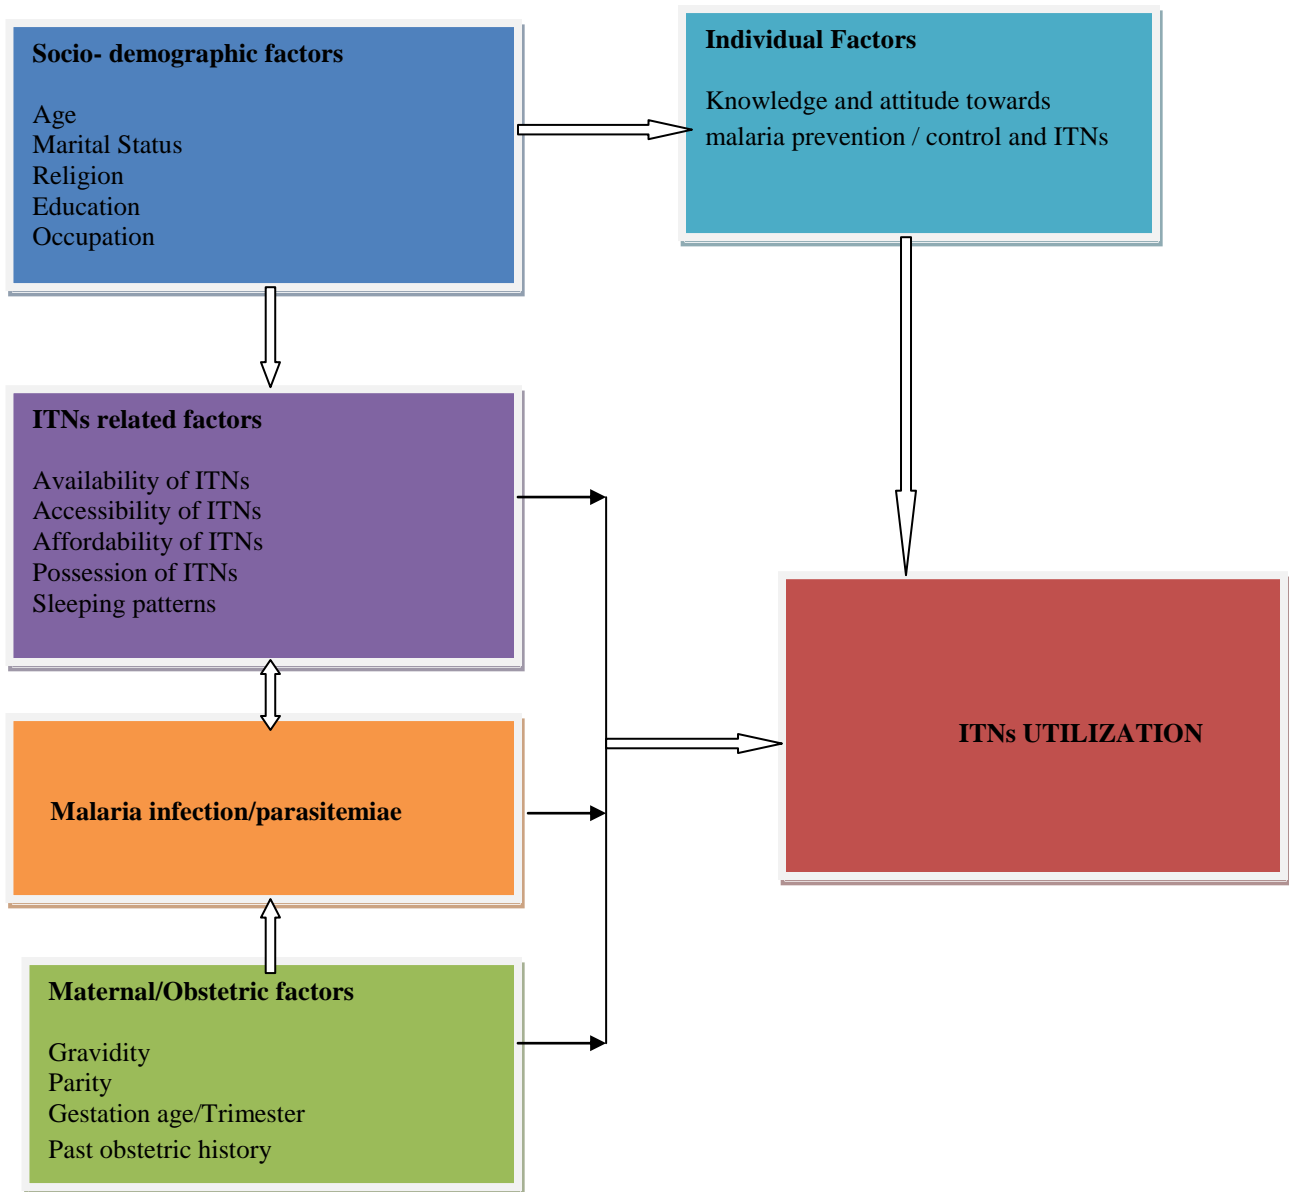 Socio- demographic factors
Age
Marital Status
Religion
Education
Occupation
Individual Factors
Knowledge and attitude towards
malaria prevention / control and ITNs
ITNs related factors
Availability of ITNs
Accessibility of ITNs
Affordability of ITNs
Possession of ITNs
Sleeping patterns
ITNs UTILIZATION
Malaria infection/parasitemiae
Maternal/Obstetric factors
Gravidity
Parity
Gestation age/Trimester
Past obstetric history